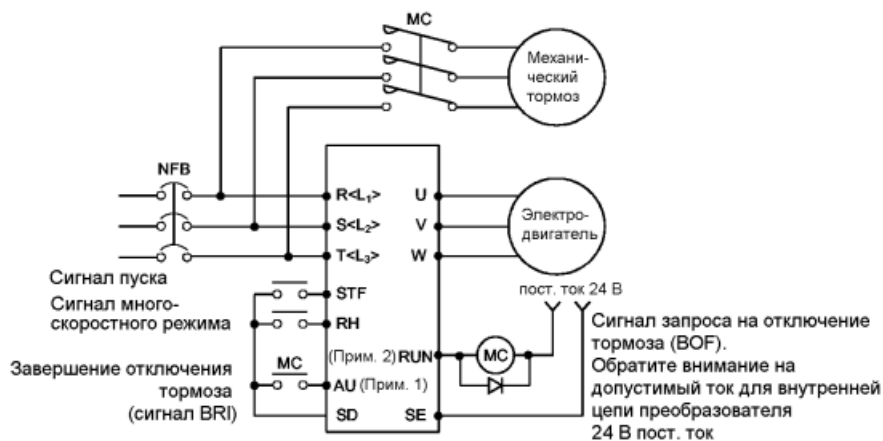 MC
Механи-
ческий
тормоз
NFB
R<L₁>
U
S<L₂>
V
T<L₃>
W
Электро-
двигатель
Сигнал пуска
STF
Сигнал много-
скоростного режима
RH
пост. ток 24 В
(Прим. 2) RUN
MC
Завершение отключения
тормоза
(сигнал BRI)
MC
AU (Прим. 1)
SD
SE
Сигнал запроса на отключение
тормоза (BOF).
Обратите внимание на
допустимый ток для внутренней
цепи преобразователя
24 В пост. ток